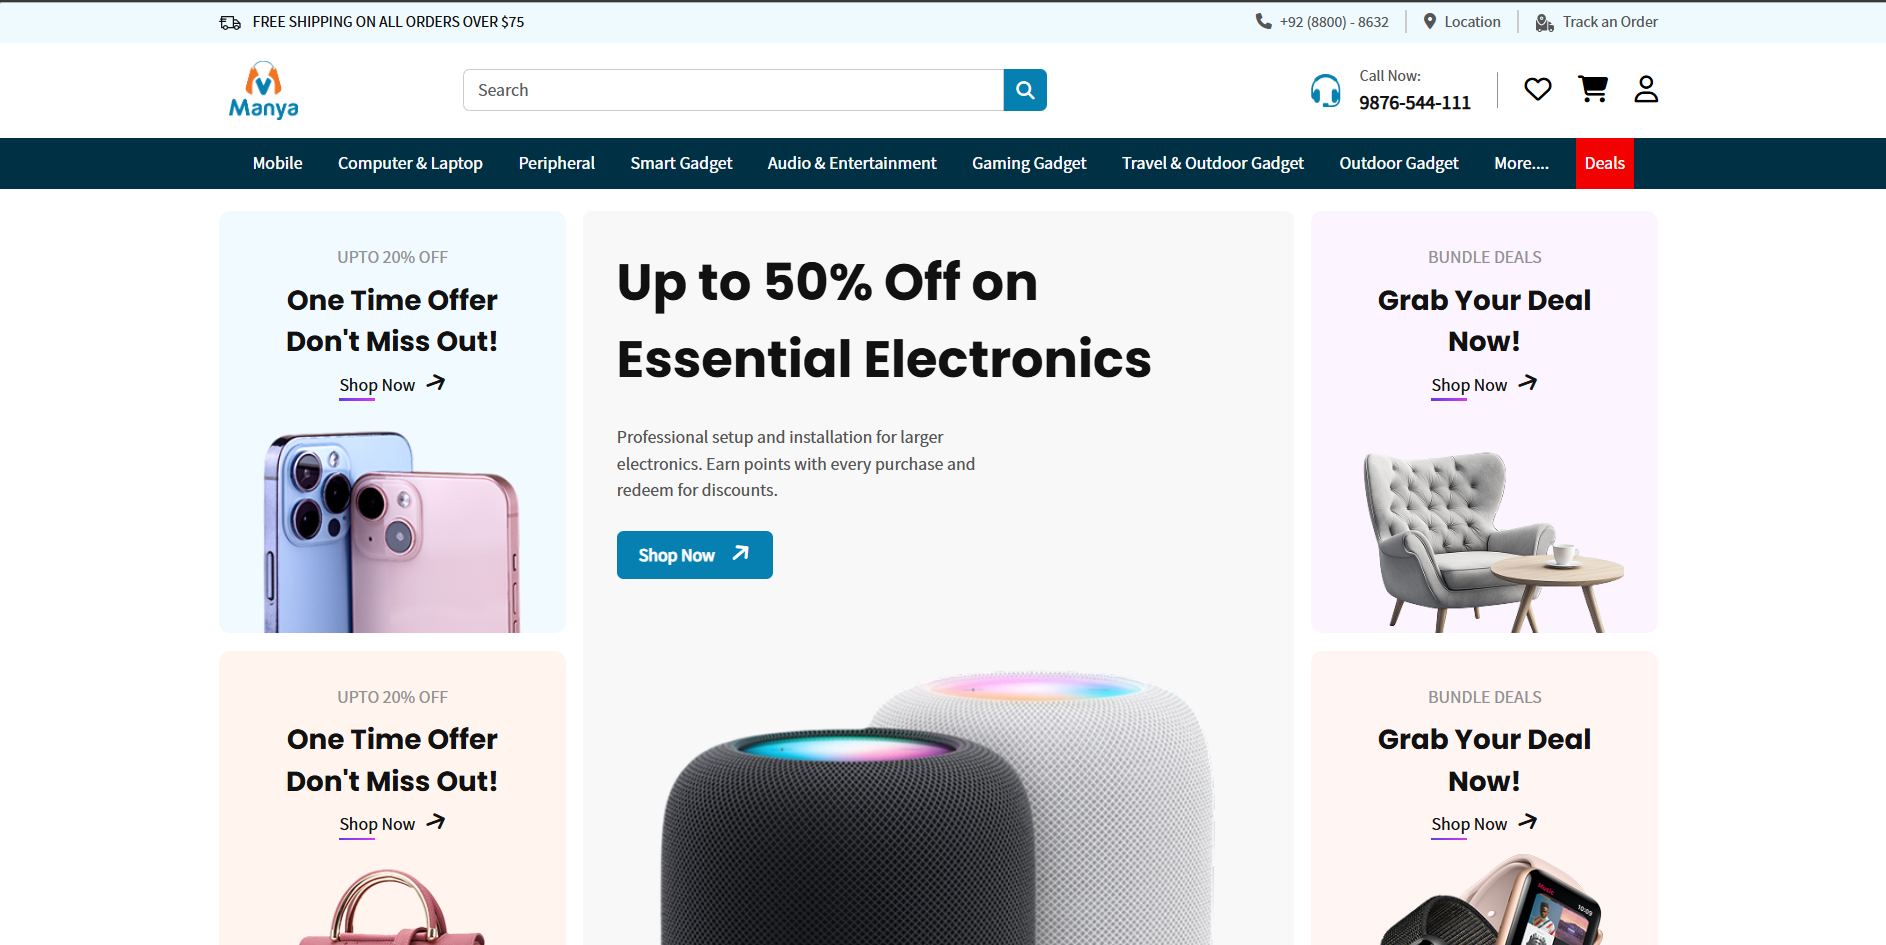 FREE SHIPPING ON ALL ORDERS OVER $75
+92 (8800) - 8632
Location
Track an Order
Manya
Search
Call Now:
9876-544-111
Mobile
Computer & Laptop
Peripheral
Smart Gadget
Audio & Entertainment
Gaming Gadget
Travel & Outdoor Gadget
Outdoor Gadget
More....
Deals
UPTO 20% OFF
One Time Offer
Don't Miss Out!
Shop Now
Up to 50% Off on
Essential Electronics
Professional setup and installation for larger
electronics. Earn points with every purchase and
redeem for discounts.
Shop Now
BUNDLE DEALS
Grab Your Deal
Now!
Shop Now
UPTO 20% OFF
One Time Offer
Don't Miss Out!
Shop Now
BUNDLE DEALS
Grab Your Deal
Now!
Shop Now
Music
10:09